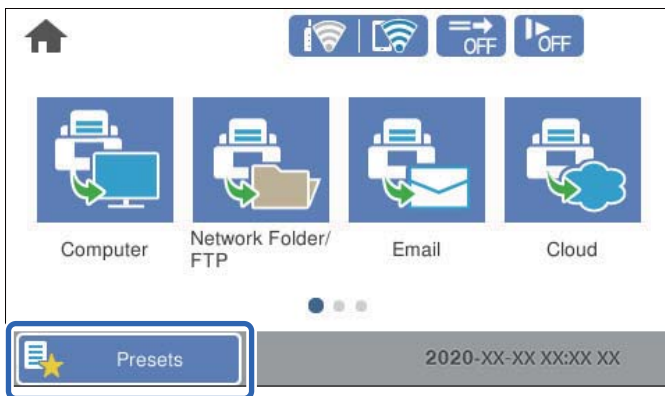 OFF
OFF
Computer
Network Folder/
FTP
Email
Cloud
Presets
2020-XX-XX XX:XX XX